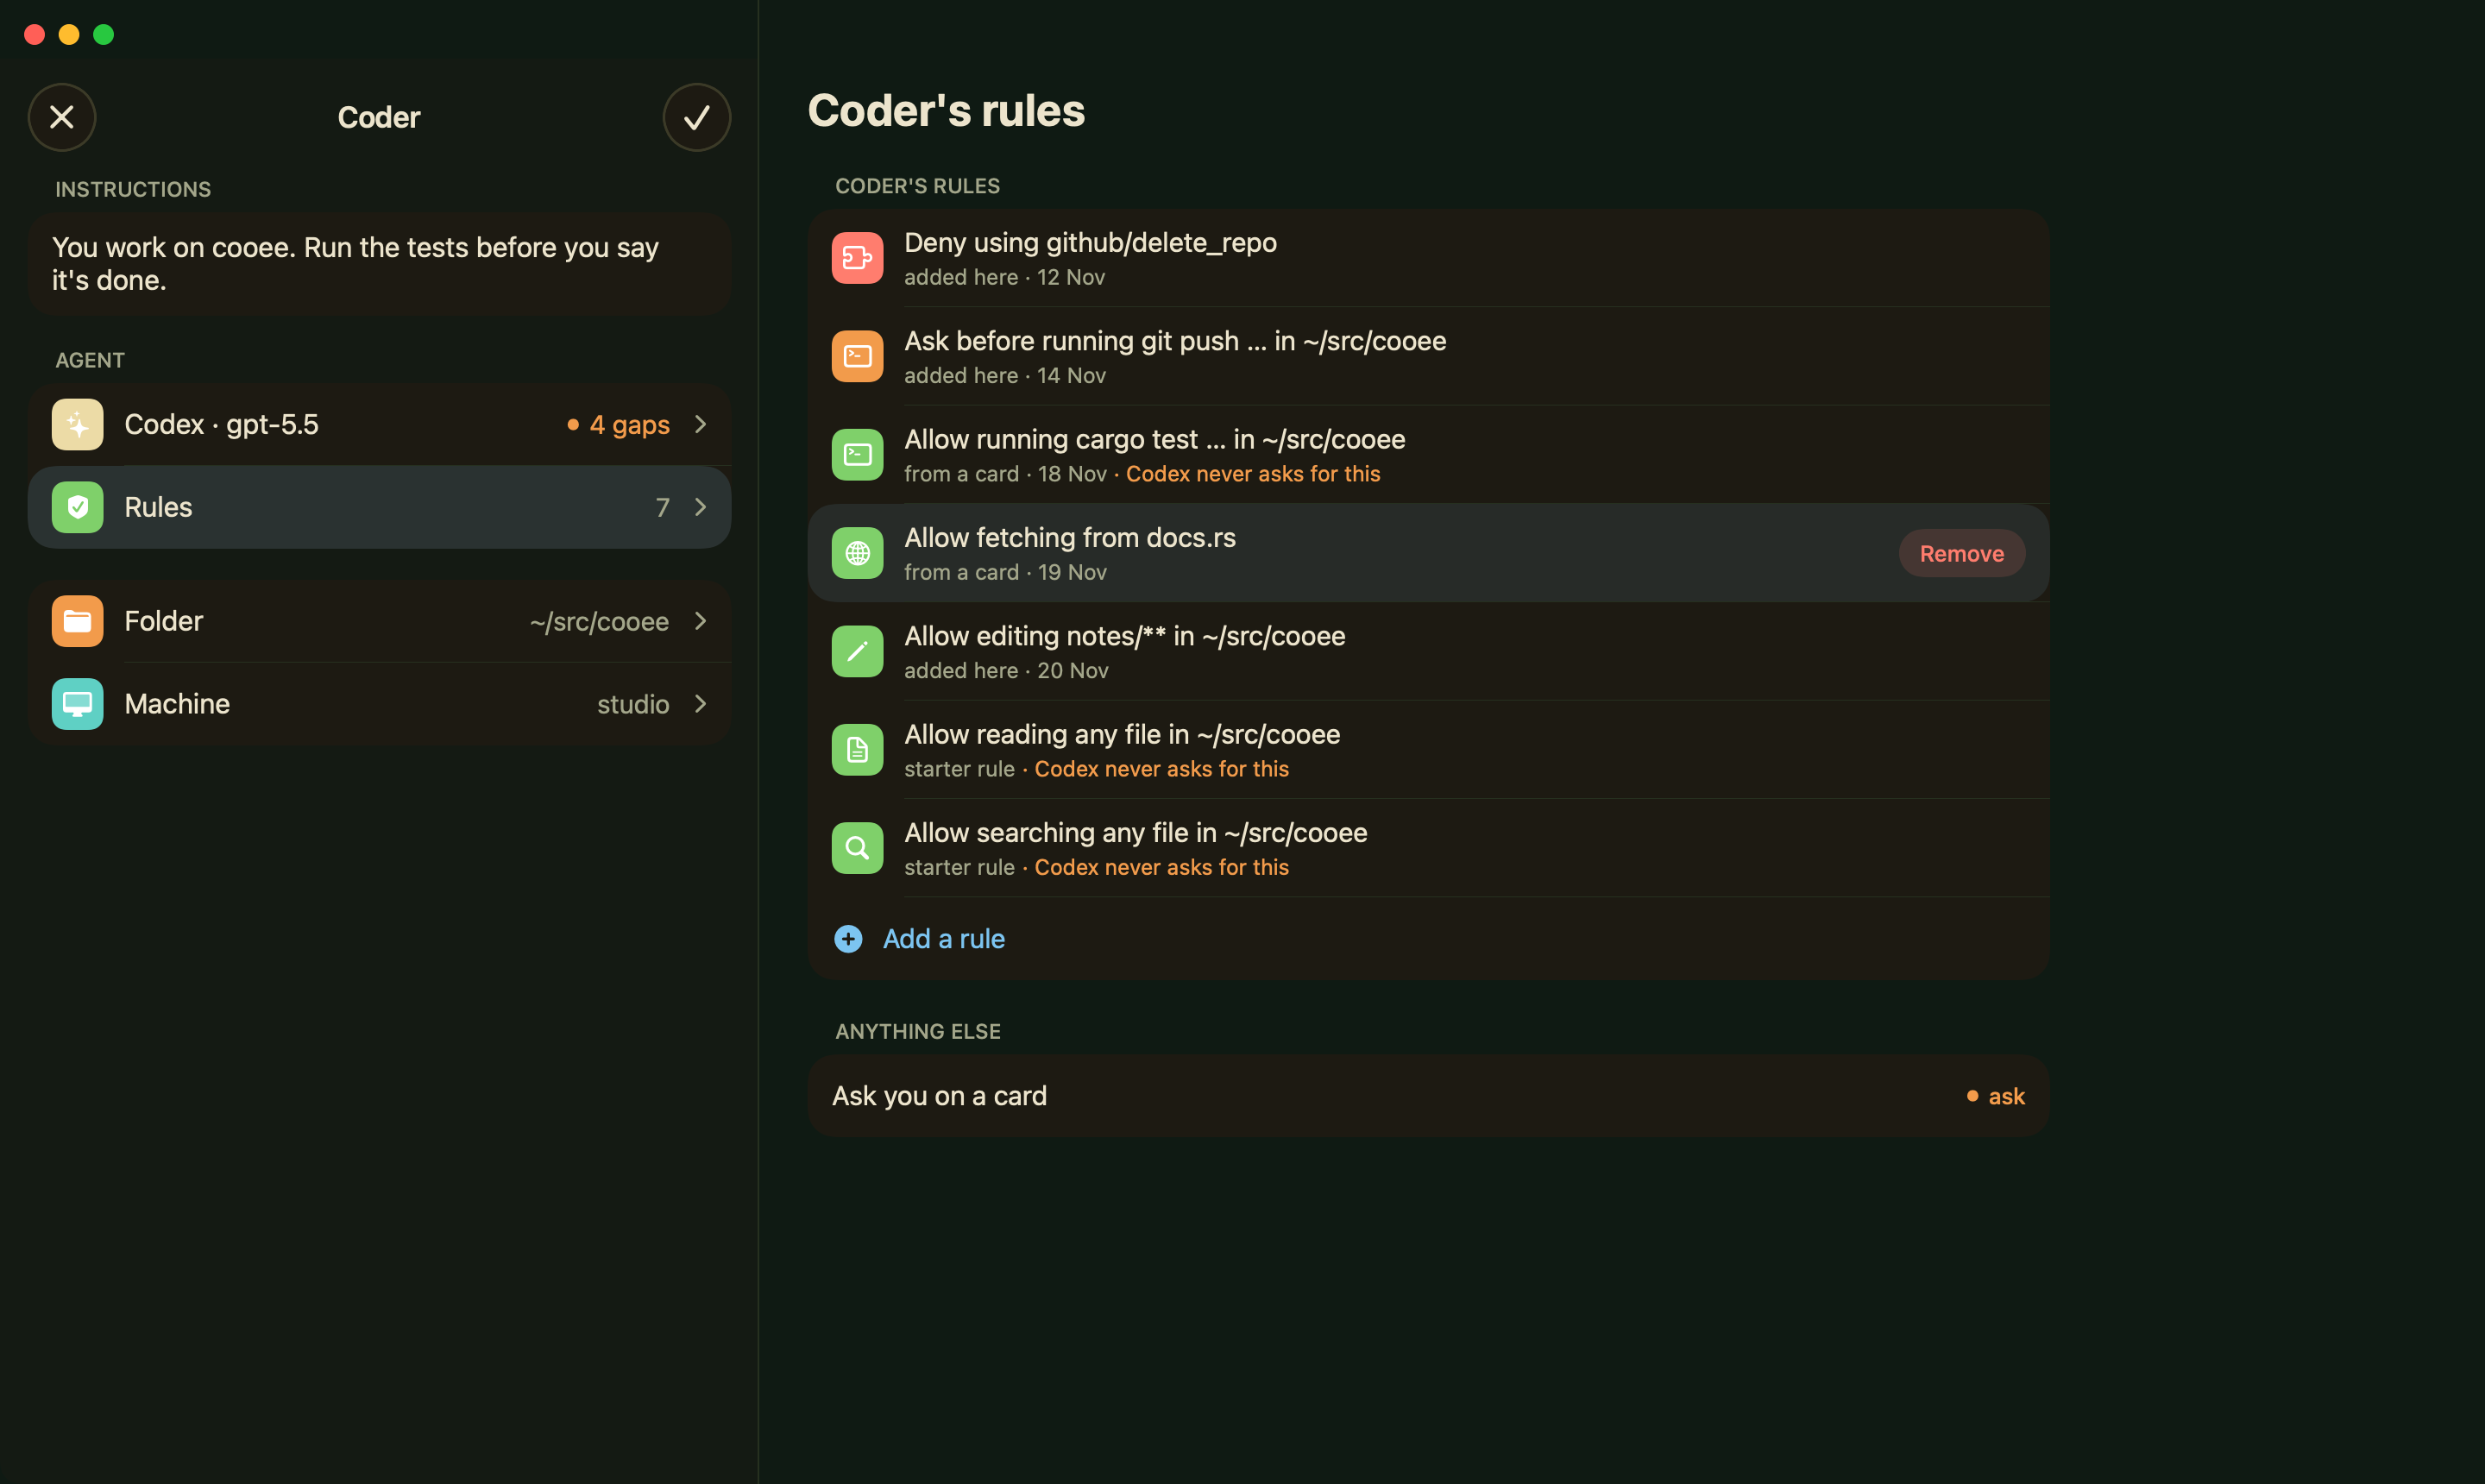 Coder
INSTRUCTIONS
You work on cooee. Run the tests before you say
it's done.
AGENT
Codex · gpt-5.5
4 gaps
Rules
7
Folder
~/src/cooee
Machine
studio
Coder's rules
CODER'S RULES
Deny using github/delete_repo
added here · 12 Nov
Ask before running git push ... in ~/src/cooee
added here · 14 Nov
Allow running cargo test ... in ~/src/cooee
from a card · 18 Nov · Codex never asks for this
Allow fetching from docs.rs
from a card · 19 Nov
Remove
Allow editing notes/** in ~/src/cooee
added here · 20 Nov
Allow reading any file in ~/src/cooee
starter rule · Codex never asks for this
Allow searching any file in ~/src/cooee
starter rule · Codex never asks for this
Add a rule
ANYTHING ELSE
Ask you on a card
ask